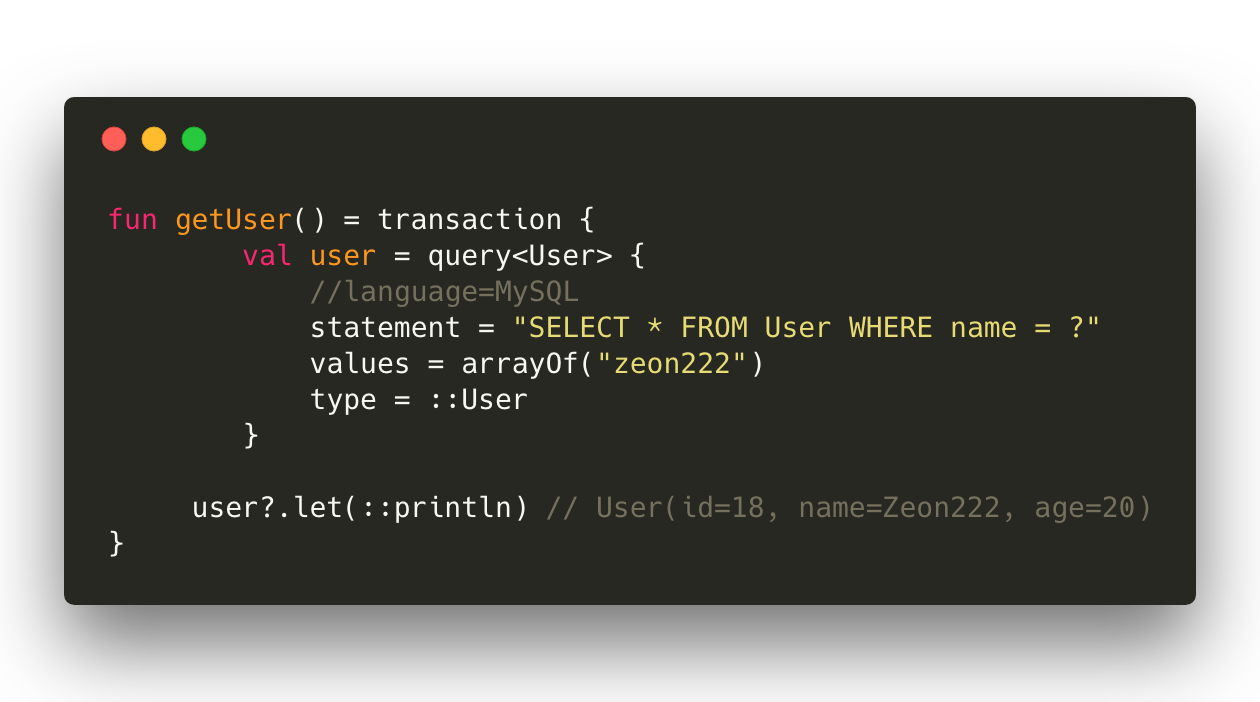 fun getUser() = transaction {
        val user = query<User> {
            //language=MySQL
            statement = "SELECT * FROM User WHERE name = ?"
            values = arrayOf("zeon222")
            type = ::User
        }

     user?.let(::println) // User(id=18, name=Zeon222, age=20)
}